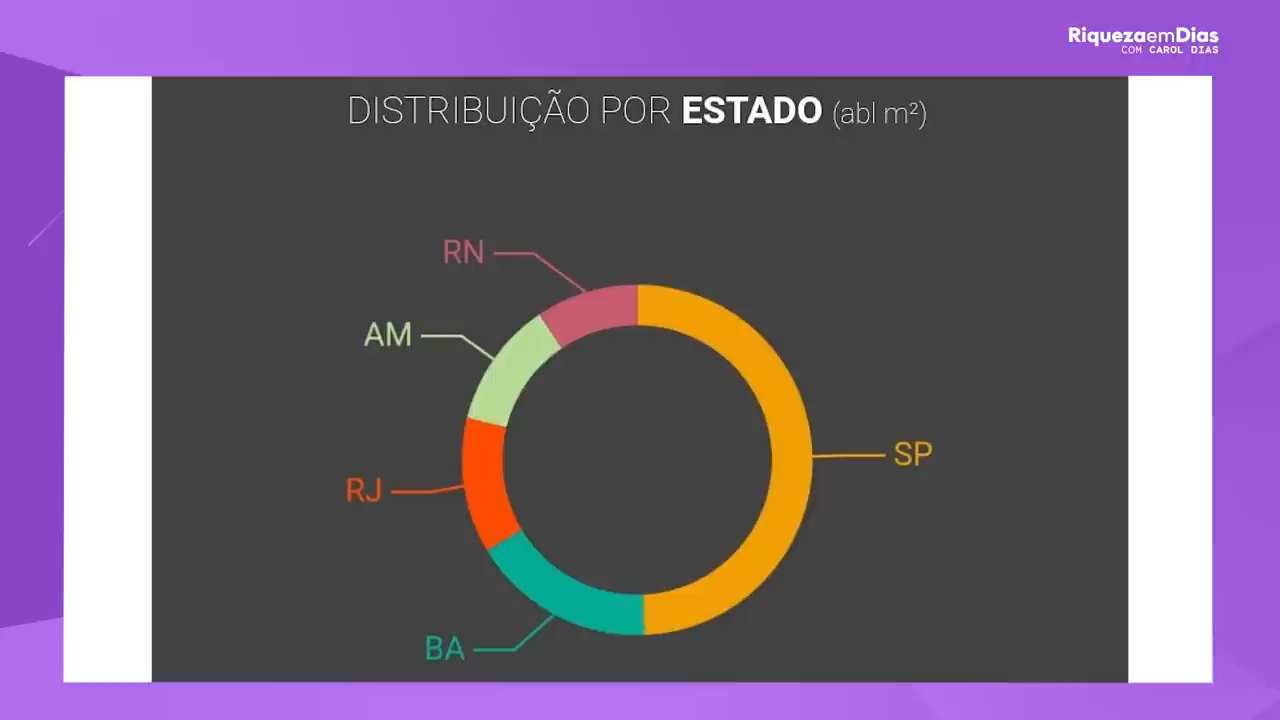 RiquezaemDias
COM CAROL DIAS
DISTRIBUIÇÃO POR ESTADO (abl m²)
RN
AM
SP
RJ
BA